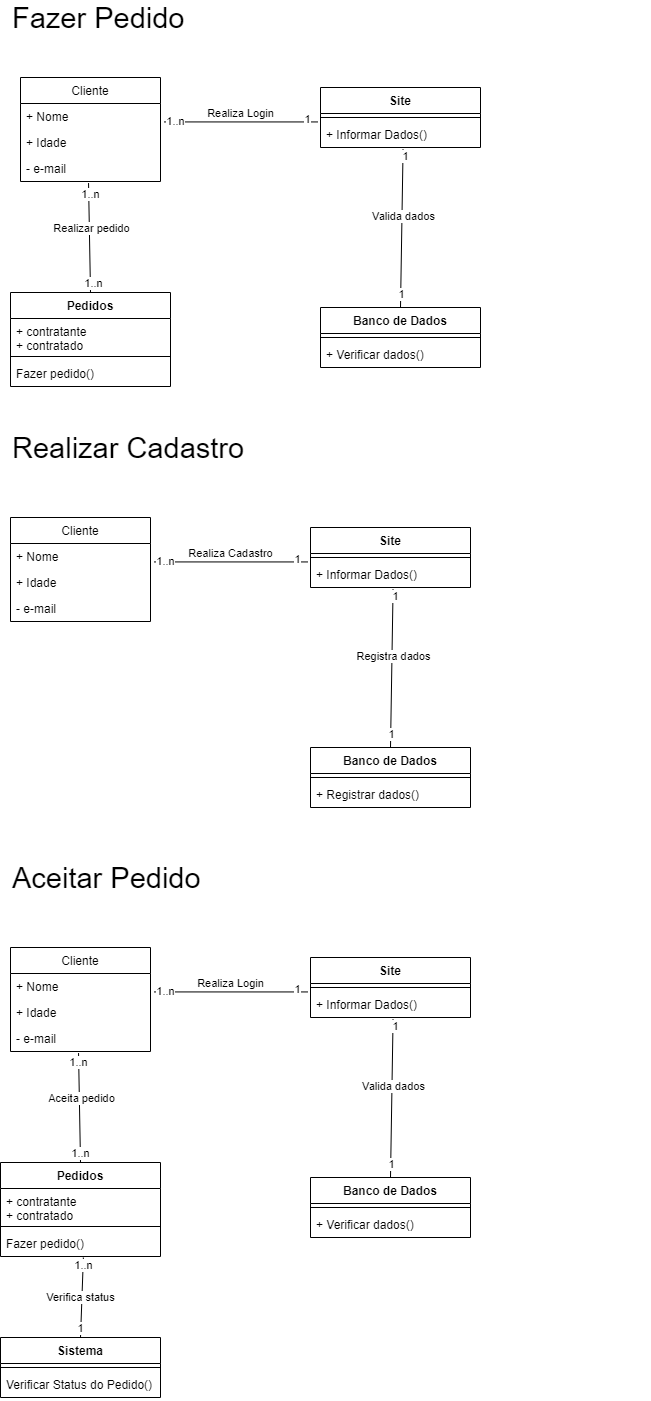 Fazer Pedido
Cliente
+ Nome
+ Idade
- e-mail
1..n
Realiza Login
1
Site
+ Informar Dados()
1..n
Realizar pedido
1..n
1
Valida dados
1
Pedidos
+ contratante
+ contratado
Fazer pedido()
Banco de Dados
+ Verificar dados()
Realizar Cadastro
Cliente
+ Nome
+ Idade
- e-mail
1..n
Realiza Cadastro
1
Site
+ Informar Dados()
1
Registra dados
1
Banco de Dados
+ Registrar dados()
Aceitar Pedido
Cliente
+ Nome
+ Idade
- e-mail
1..n
Realiza Login
1
Site
+ Informar Dados()
1..n
Aceita pedido
1..n
1
Valida dados
1
Pedidos
+ contratante
+ contratado
Fazer pedido()
Banco de Dados
+ Verificar dados()
1..n
Verifica status
1
Sistema
Verificar Status do Pedido()